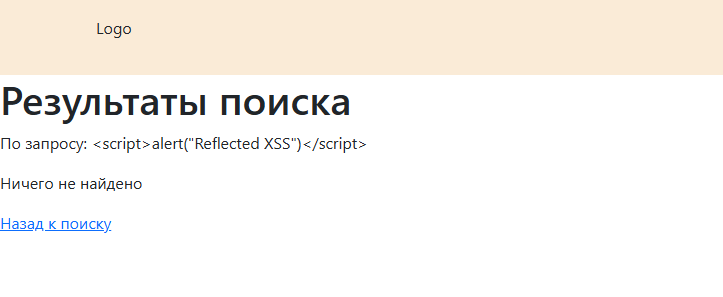 Logo
Результаты поиска
По запросу: <script>alert("Reflected XSS")</script>
Ничего не найдено
Назад к поиску